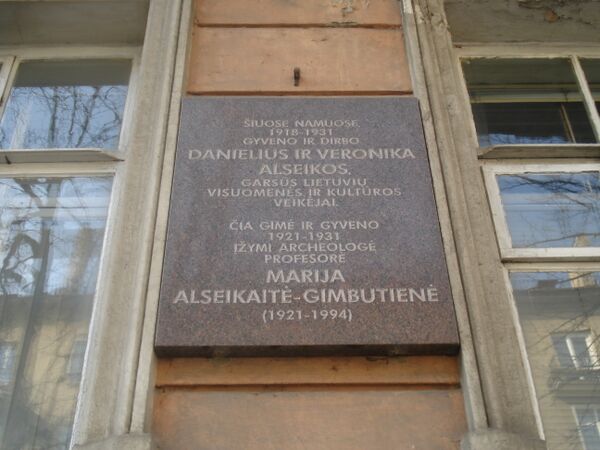 ŠIUOSE NAMUOSE,
1918-1931
GYVENO IR DIRBO
DANIELIUS IR VERONIKA
ALSEIKOS,
GARSŪS LIETUVIŲ
VISUOMENĖS IR KULTŪROS
VEIKĖJAI.
ČIA GIMĖ IR GYVENO
1921-1931
ĮŽYMI ARCHEOLOGĖ
PROFESORĖ
MARIJA
ALSEIKAITĖ-GIMBUTIENĖ
(1921-1994)